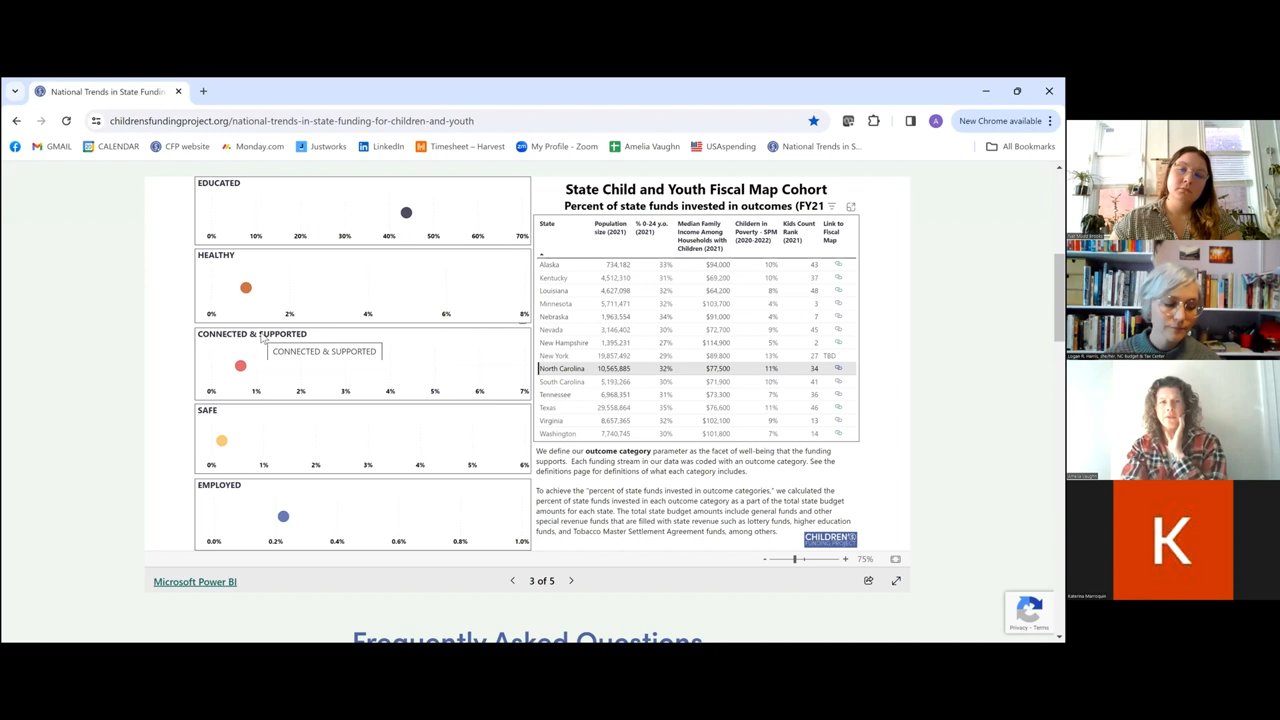 National Trends in State Fundin
childrensfundingproject.org/national-trends-in-state-funding-for-children-and-youth
A
New Chrome available
GMAIL
CALENDAR
CFP website
Monday.com
Justworks
LinkedIn
Timesheet – Harvest
My Profile - Zoom
Amelia Vaughn
USAspending
National Trends in S...
All Bookmarks
EDUCATED
0% 10% 20% 30% 40% 50% 60% 70%
HEALTHY
0% 2% 4% 6% 8%
CONNECTED & SUPPORTED
CONNECTED & SUPPORTED
0% 1% 2% 3% 4% 5% 6% 7%
SAFE
0% 1% 2% 3% 4% 5% 6%
EMPLOYED
0.0% 0.2% 0.4% 0.6% 0.8% 1.0%
State Child and Youth Fiscal Map Cohort
Percent of state funds invested in outcomes (FY21
State Population size (2021) % 0-24 y.o. (2021) Median Family Income Among Households with Children (2021) Childern in Poverty - SPM (2020-2022) Kids Count Rank (2021) Link to Fiscal Map
Alaska 734,182 33% $94,000 10% 43
Kentucky 4,512,310 31% $69,200 10% 37
Louisiana 4,627,098 32% $64,200 8% 48
Minnesota 5,711,471 32% $103,700 4% 3
Nebraska 1,963,554 34% $91,000 4% 7
Nevada 3,146,402 30% $72,700 9% 45
New Hampshire 1,395,231 27% $114,900 5% 2
New York 19,857,492 29% $89,800 13% 27 TBD
North Carolina 10,565,885 32% $77,500 11% 34
South Carolina 5,193,266 30% $71,900 10% 41
Tennessee 6,968,351 31% $73,300 7% 36
Texas 29,558,864 35% $76,600 11% 46
Virginia 8,657,365 32% $102,100 9% 13
Washington 7,740,745 30% $101,800 7% 14
We define our outcome category parameter as the facet of well-being that the funding
supports. Each funding stream in our data was coded with an outcome category. See the
definitions page for definitions of what each category includes.
To achieve the "percent of state funds invested in outcome categories," we calculated the
percent of state funds invested in each outcome category as a part of the total state budget
amounts for each state. The total state budget amounts include general funds and other
special revenue funds that are filled with state revenue such as lottery funds, higher education
funds, and Tobacco Master Settlement Agreement funds, among others.
CHILDREN'S
FUNDING PROJECT
- + 75%
Microsoft Power BI
3 of 5
Privacy - Terms
Frequently Asked Questions
Logan R. Harris, she/her, NC Budget & Tax Center
Amelia Vaughn
K
Katerina Marroquin